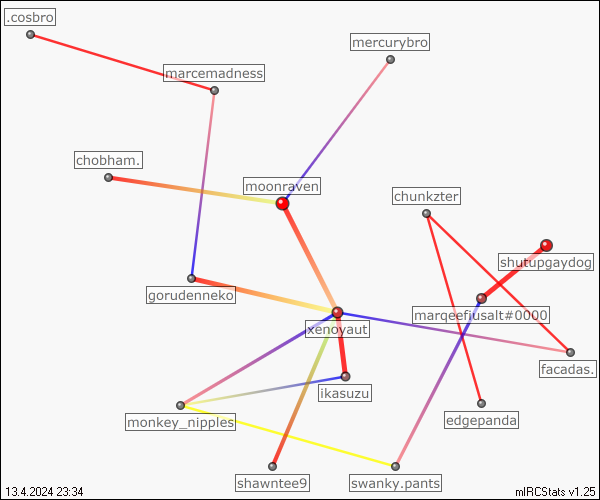 .cosbro
mercurybro
marcemadness
chobham.
moonraven
chunkzter
shutupgaydog
gorudenneko
marqeefiusalt#0000
xenoyaut
facadas.
ikasuzu
edgepanda
monkey_nipples
shawntee9
swanky.pants
13.4.2024 23:34
mIRCStats v1.25